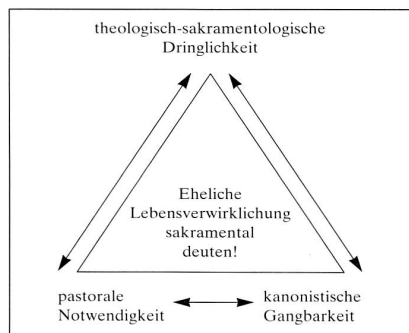 theologisch-sakramentologische
Dringlichkeit
Eheliche
Lebensverwirklichung
sakramental
deuten!
pastorale
Notwendigkeit
kanonistische
Gangbarkeit